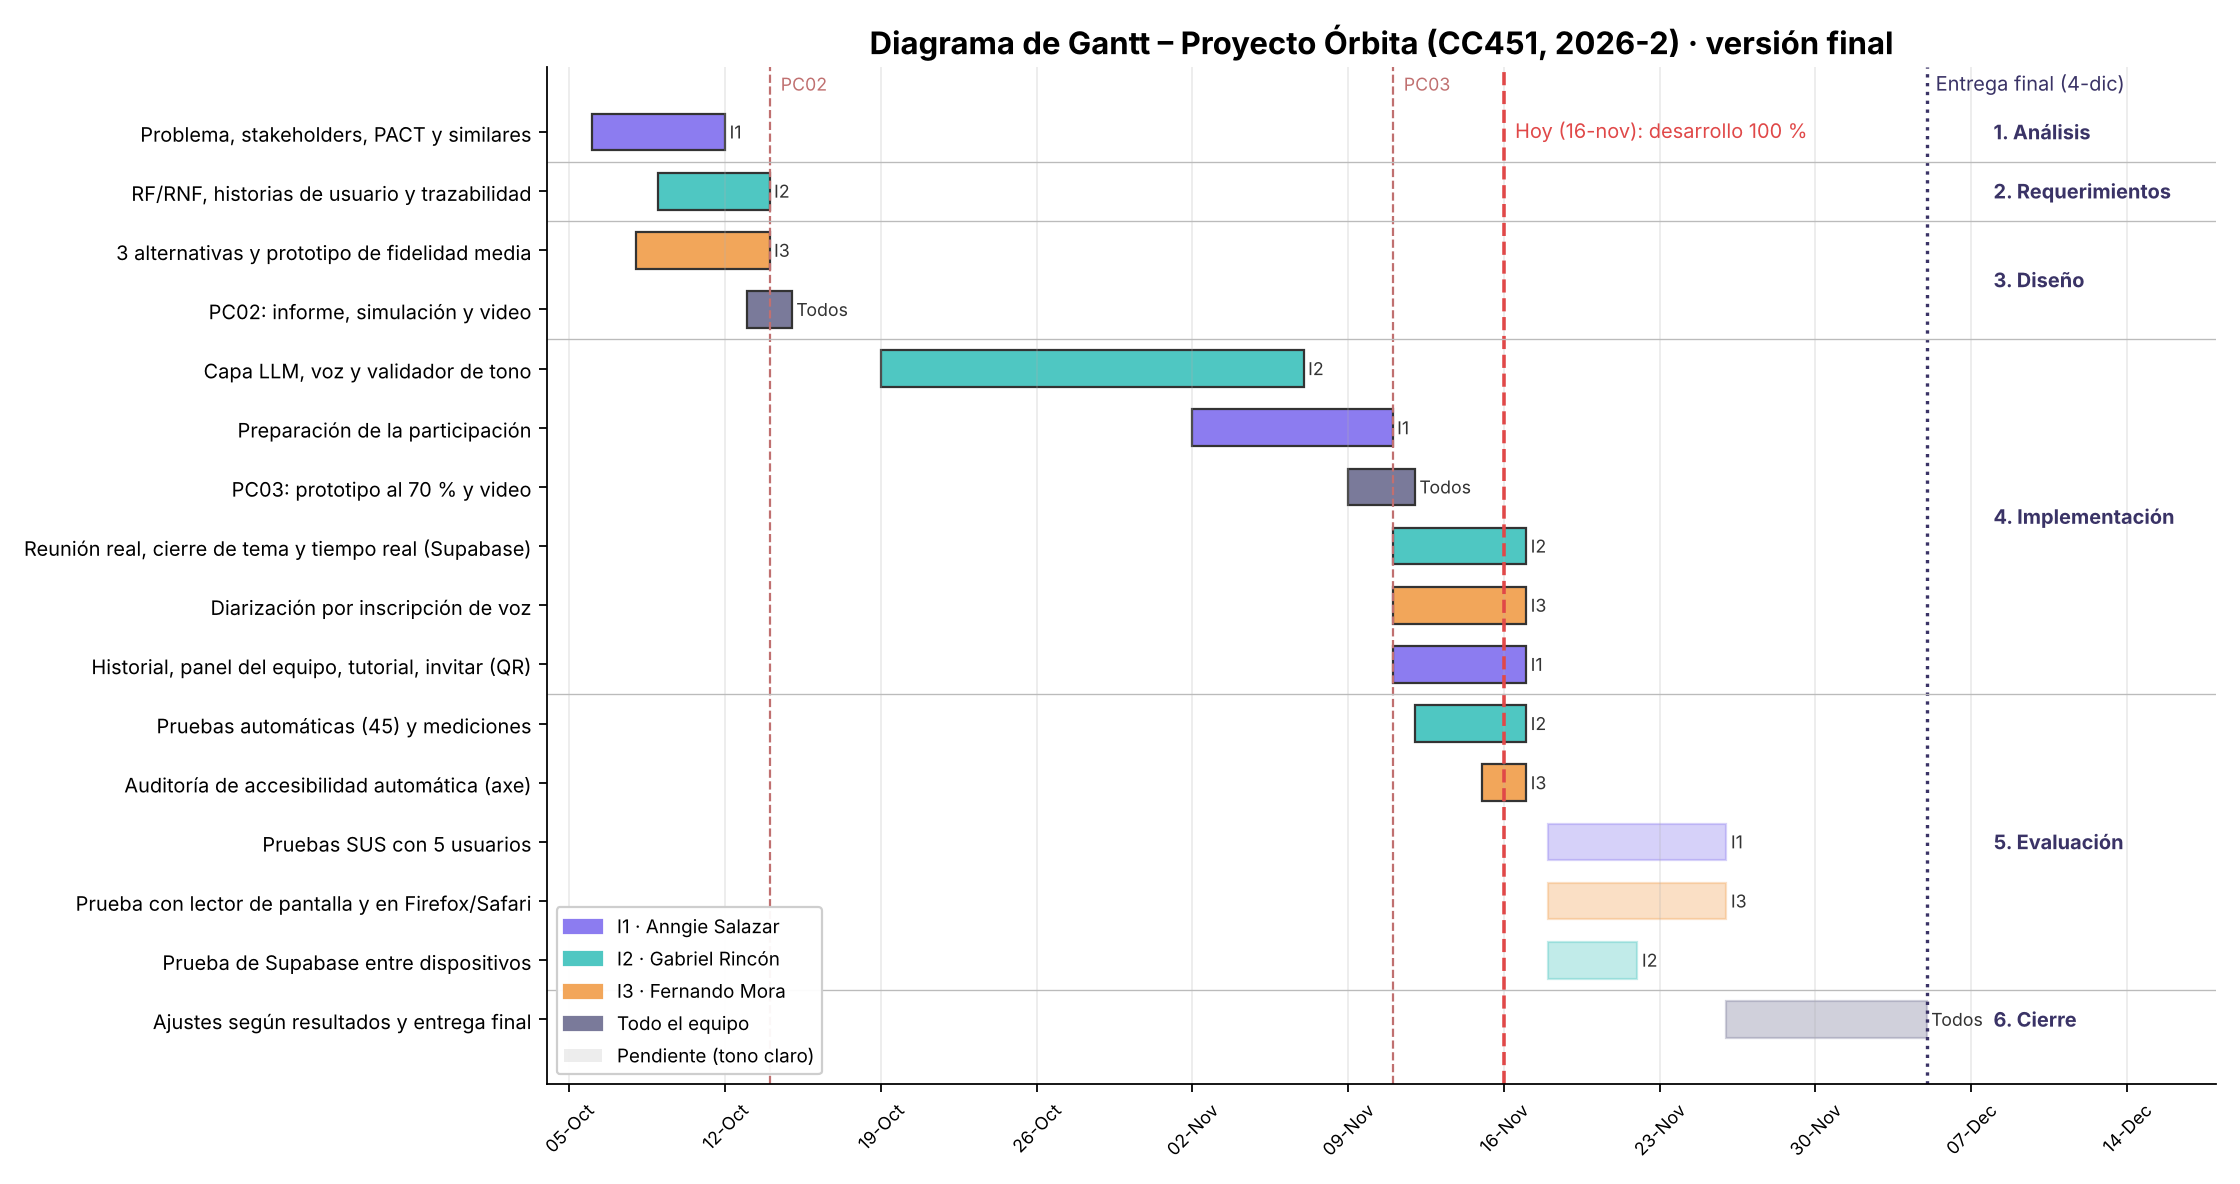 Diagrama de Gantt – Proyecto Órbita (CC451, 2026-2) · versión final
PC02
PC03
Entrega final (4-dic)
Hoy (16-nov): desarrollo 100 %
Problema, stakeholders, PACT y similares
I1
1. Análisis
RF/RNF, historias de usuario y trazabilidad
I2
2. Requerimientos
3 alternativas y prototipo de fidelidad media
I3
3. Diseño
PC02: informe, simulación y video
Todos
Capa LLM, voz y validador de tono
I2
Preparación de la participación
I1
PC03: prototipo al 70 % y video
Todos
4. Implementación
Reunión real, cierre de tema y tiempo real (Supabase)
I2
Diarización por inscripción de voz
I3
Historial, panel del equipo, tutorial, invitar (QR)
I1
Pruebas automáticas (45) y mediciones
I2
Auditoría de accesibilidad automática (axe)
I3
Pruebas SUS con 5 usuarios
I1
5. Evaluación
Prueba con lector de pantalla y en Firefox/Safari
I3
Prueba de Supabase entre dispositivos
I2
Ajustes según resultados y entrega final
Todos
6. Cierre
I1 · Anngie Salazar
I2 · Gabriel Rincón
I3 · Fernando Mora
Todo el equipo
Pendiente (tono claro)
05-Oct
12-Oct
19-Oct
26-Oct
02-Nov
09-Nov
16-Nov
23-Nov
30-Nov
07-Dec
14-Dec